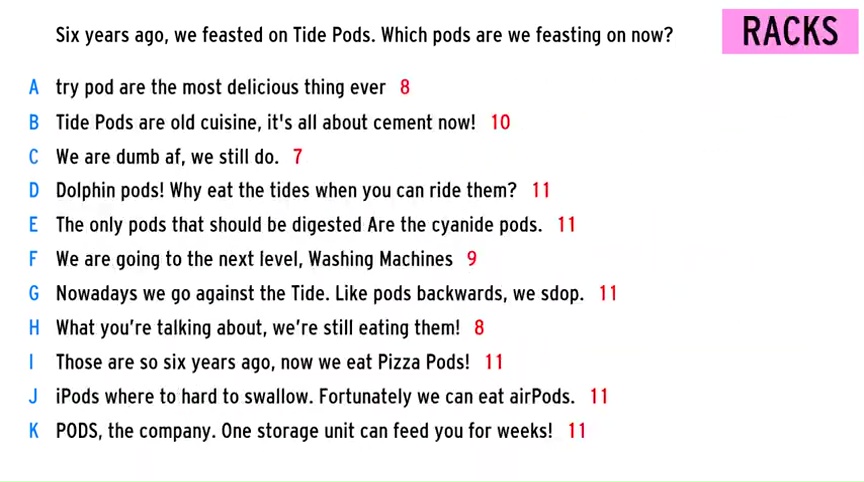 Six years ago, we feasted on Tide Pods. Which pods are we feasting on now?
RACKS
A try pod are the most delicious thing ever 8
B Tide Pods are old cuisine, it's all about cement now! 10
C We are dumb af, we still do. 7
D Dolphin pods! Why eat the tides when you can ride them? 11
E The only pods that should be digested Are the cyanide pods. 11
F We are going to the next level, Washing Machines 9
G Nowadays we go against the Tide. Like pods backwards, we sdop. 11
H What you’re talking about, we’re still eating them! 8
I Those are so six years ago, now we eat Pizza Pods! 11
J iPods where to hard to swallow. Fortunately we can eat airPods. 11
K PODS, the company. One storage unit can feed you for weeks! 11